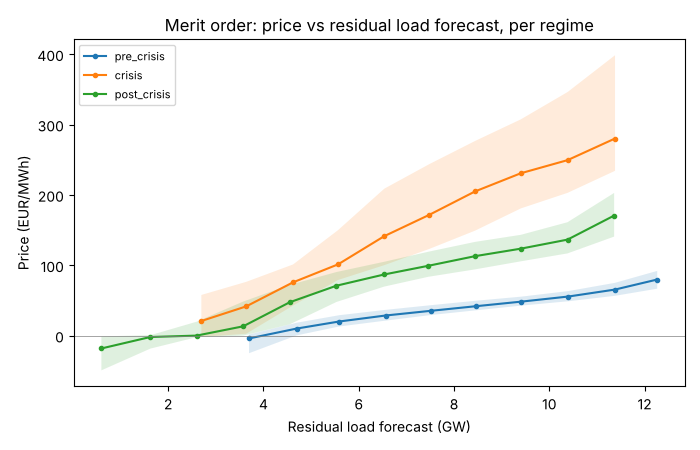 Merit order: price vs residual load forecast, per regime
pre_crisis
crisis
post_crisis
Price (EUR/MWh)
400
300
200
100
0
2 4 6 8 10 12
Residual load forecast (GW)